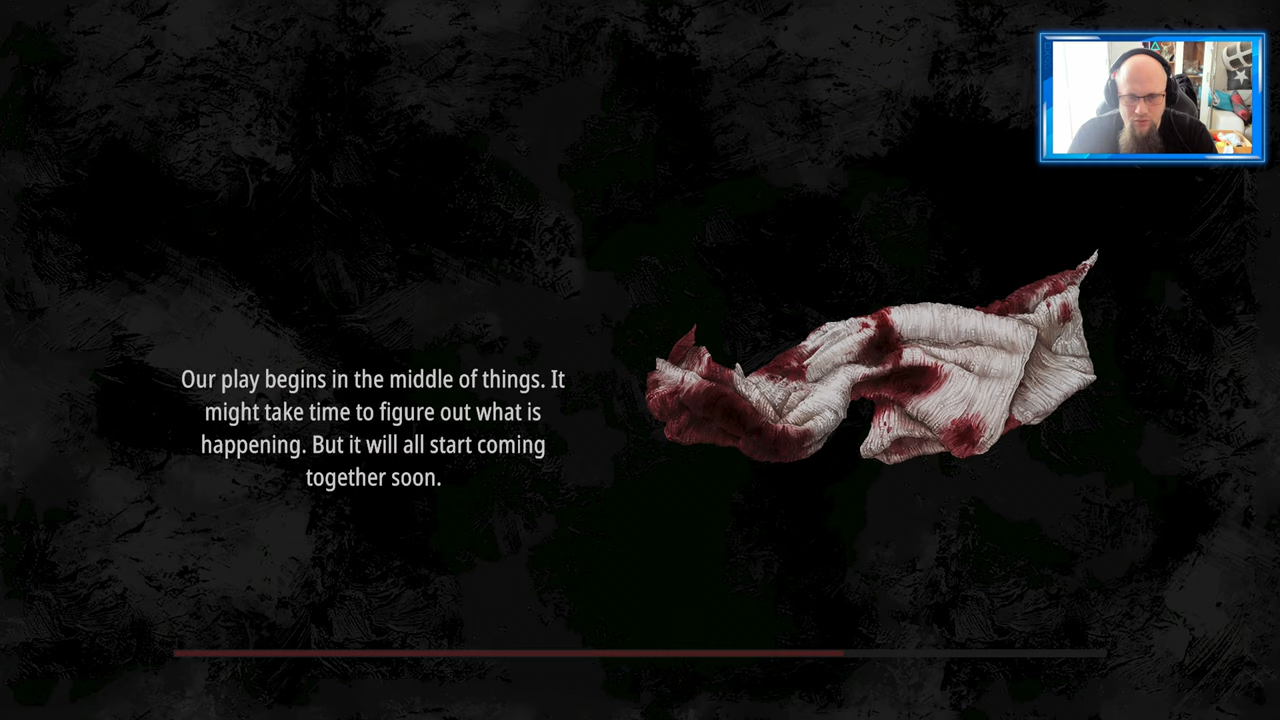 Our play begins in the middle of things. It
might take time to figure out what is
happening. But it will all start coming
together soon.